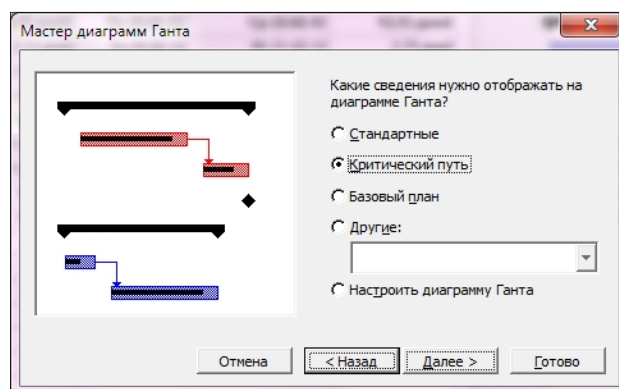 Мастер диаграмм Ганта
Какие сведения нужно отображать на
диаграмме Ганта?
Стандартные
Критический путь
Базовый план
Другие:
Настроить диаграмму Ганта
Отмена
< Назад
Далее >
Готово